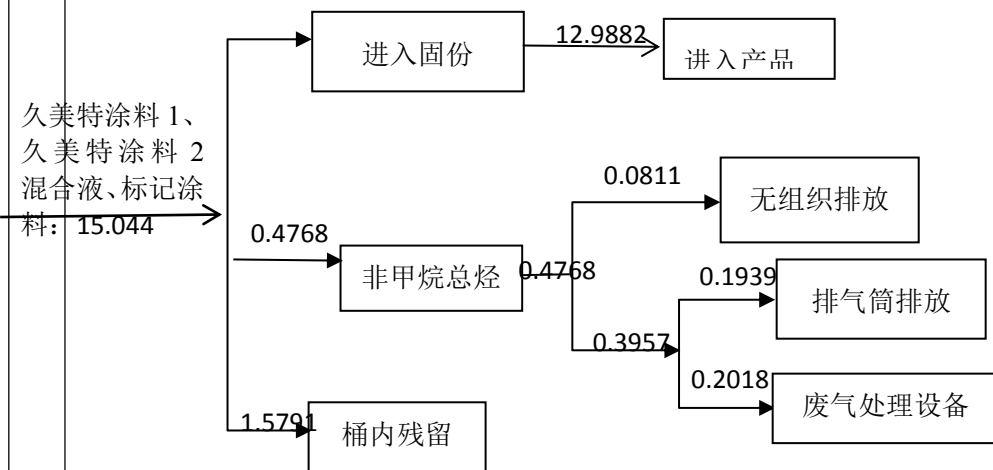 进入固份
12.9882
进入产品
久美特涂料 1、
久美特涂料 2
混合液、标记涂
料：15.044
0.4768
非甲烷总烃
0.4768
0.0811
无组织排放
0.1939
排气筒排放
0.3957
0.2018
废气处理设备
1.5791
桶内残留